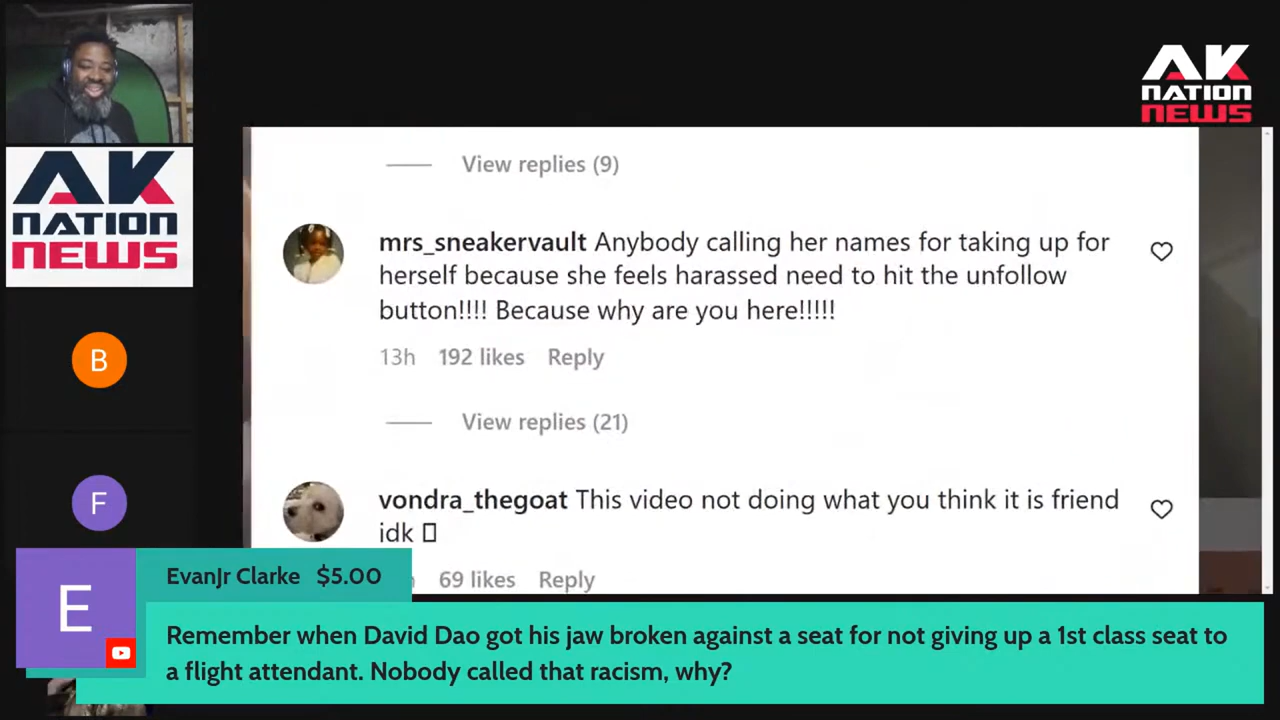 AK
NATION
NEWS
AK
NATION
NEWS
View replies (9)
mrs_sneakervault Anybody calling her names for taking up for
herself because she feels harassed need to hit the unfollow
button!!!! Because why are you here!!!!!
13h 192 likes Reply
View replies (21)
vondra_thegoat This video not doing what you think it is friend
idk
69 likes Reply
B
F
E
EvanJr Clarke $5.00
Remember when David Dao got his jaw broken against a seat for not giving up a 1st class seat to
a flight attendant. Nobody called that racism, why?